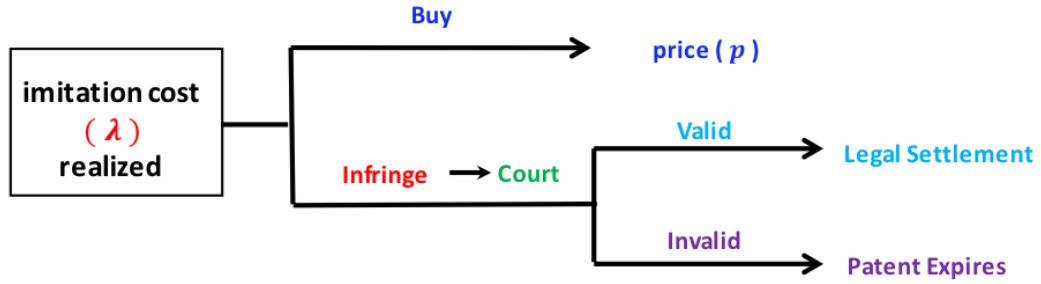 Buy
imitation cost
( λ )
realized
price ( p )
Infringe
Court
Valid
Legal Settlement
Invalid
Patent Expires